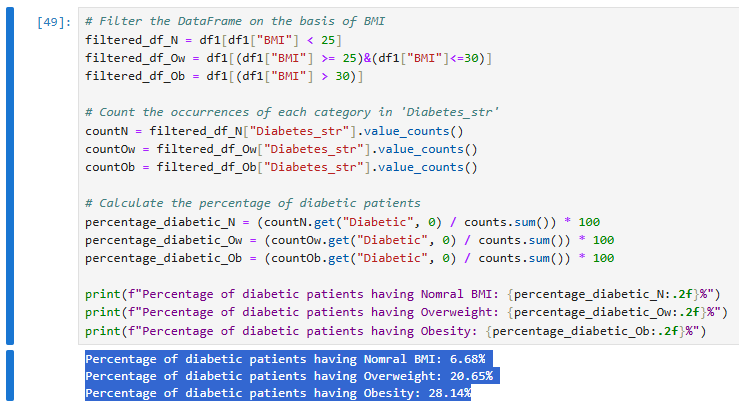 [49]: # Filter the DataFrame on the basis of BMI
filtered_df_N = df1[df1["BMI"] < 25]
filtered_df_Ow = df1[(df1["BMI"] >= 25)&(df1["BMI"]<=30)]
filtered_df_Ob = df1[(df1["BMI"] > 30)]
# Count the occurrences of each category in 'Diabetes_str'
countN = filtered_df_N["Diabetes_str"].value_counts()
countOw = filtered_df_Ow["Diabetes_str"].value_counts()
countOb = filtered_df_Ob["Diabetes_str"].value_counts()
# Calculate the percentage of diabetic patients
percentage_diabetic_N = (countN.get("Diabetic", 0) / counts.sum()) * 100
percentage_diabetic_Ow = (countOw.get("Diabetic", 0) / counts.sum()) * 100
percentage_diabetic_Ob = (countOb.get("Diabetic", 0) / counts.sum()) * 100
print(f"Percentage of diabetic patients having Nomral BMI: {percentage_diabetic_N:.2f}%")
print(f"Percentage of diabetic patients having Overweight: {percentage_diabetic_Ow:.2f}%")
print(f"Percentage of diabetic patients having Obesity: {percentage_diabetic_Ob:.2f}%")
Percentage of diabetic patients having Nomral BMI: 6.68%
Percentage of diabetic patients having Overweight: 20.65%
Percentage of diabetic patients having Obesity: 28.14%